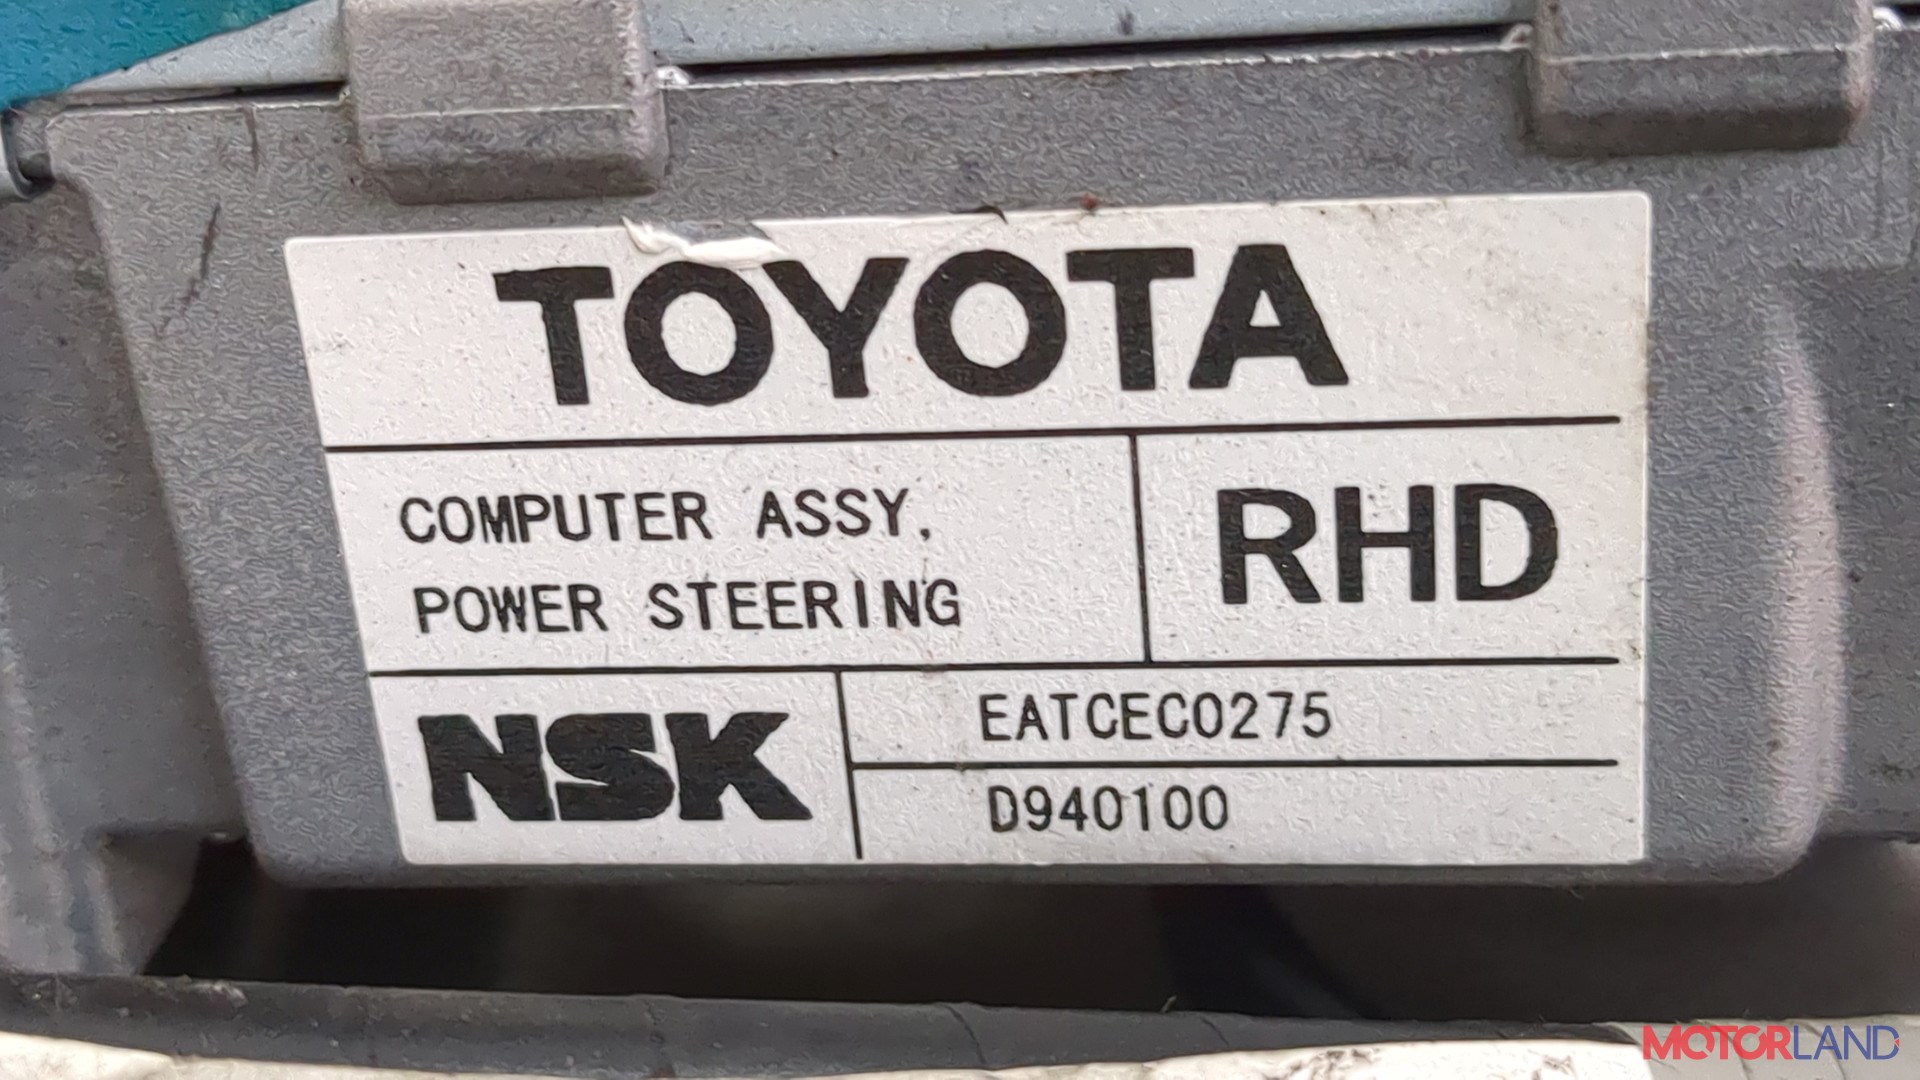 TOYOTA
COMPUTER ASSY,
POWER STEERING
RHD
NSK
EATCEC0275
D940100
MOTORLAND